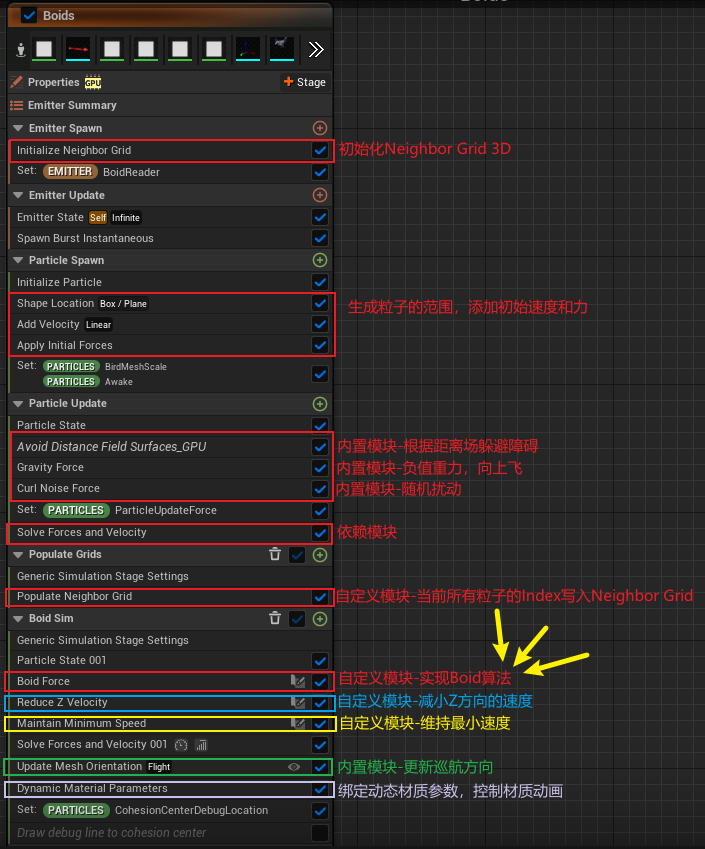 Boids
Properties GPU + Stage
Emitter Summary
Emitter Spawn
Initialize Neighbor Grid 初始化Neighbor Grid 3D
Set: EMITTER BoidReader
Emitter Update
Emitter State Self Infinite
Spawn Burst Instantaneous
Particle Spawn
Initialize Particle
Shape Location Box / Plane 生成粒子的范围，添加初始速度和力
Add Velocity Linear
Apply Initial Forces
Set: PARTICLES BirdMeshScale
PARTICLES Awake
Particle Update
Particle State
Avoid Distance Field Surfaces_GPU 内置模块-根据距离场躲避障碍
Gravity Force 内置模块-负值重力，向上飞
Curl Noise Force 内置模块-随机扰动
Set: PARTICLES ParticleUpdateForce
Solve Forces and Velocity 依赖模块
Populate Grids
Generic Simulation Stage Settings
Populate Neighbor Grid 自定义模块-当前所有粒子的Index写入Neighbor Grid
Boid Sim
Generic Simulation Stage Settings
Particle State 001
Boid Force 自定义模块-实现Boid算法
Reduce Z Velocity 自定义模块-减小Z方向的速度
Maintain Minimum Speed 自定义模块-维持最小速度
Solve Forces and Velocity 001
Update Mesh Orientation Flight 内置模块-更新巡航方向
Dynamic Material Parameters 绑定动态材质参数，控制材质动画
Set: PARTICLES CohesionCenterDebugLocation
Draw debug line to cohesion center